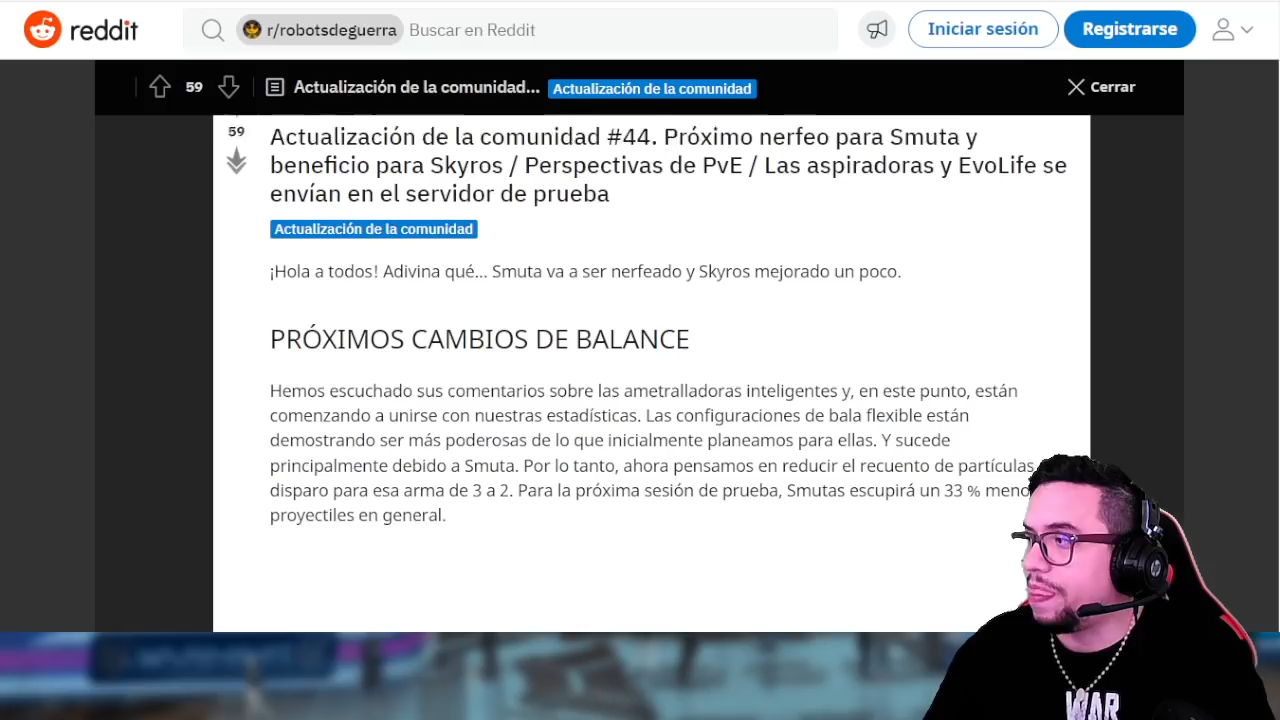 reddit
r/robotsdeguerra Buscar en Reddit
Iniciar sesión
Registrarse
59 Actualización de la comunidad... Actualización de la comunidad
Cerrar
59
Actualización de la comunidad #44. Próximo nerfeo para Smuta y
beneficio para Skyros / Perspectivas de PvE / Las aspiradoras y EvoLife se
envían en el servidor de prueba
Actualización de la comunidad
¡Hola a todos! Adivina qué... Smuta va a ser nerfeado y Skyros mejorado un poco.
PRÓXIMOS CAMBIOS DE BALANCE
Hemos escuchado sus comentarios sobre las ametralladoras inteligentes y, en este punto, están
comenzando a unirse con nuestras estadísticas. Las configuraciones de bala flexible están
demostrando ser más poderosas de lo que inicialmente planeamos para ellas. Y sucede
principalmente debido a Smuta. Por lo tanto, ahora pensamos en reducir el recuento de partículas
disparo para esa arma de 3 a 2. Para la próxima sesión de prueba, Smutas escupirá un 33 % meno
proyectiles en general.
hp
WAR